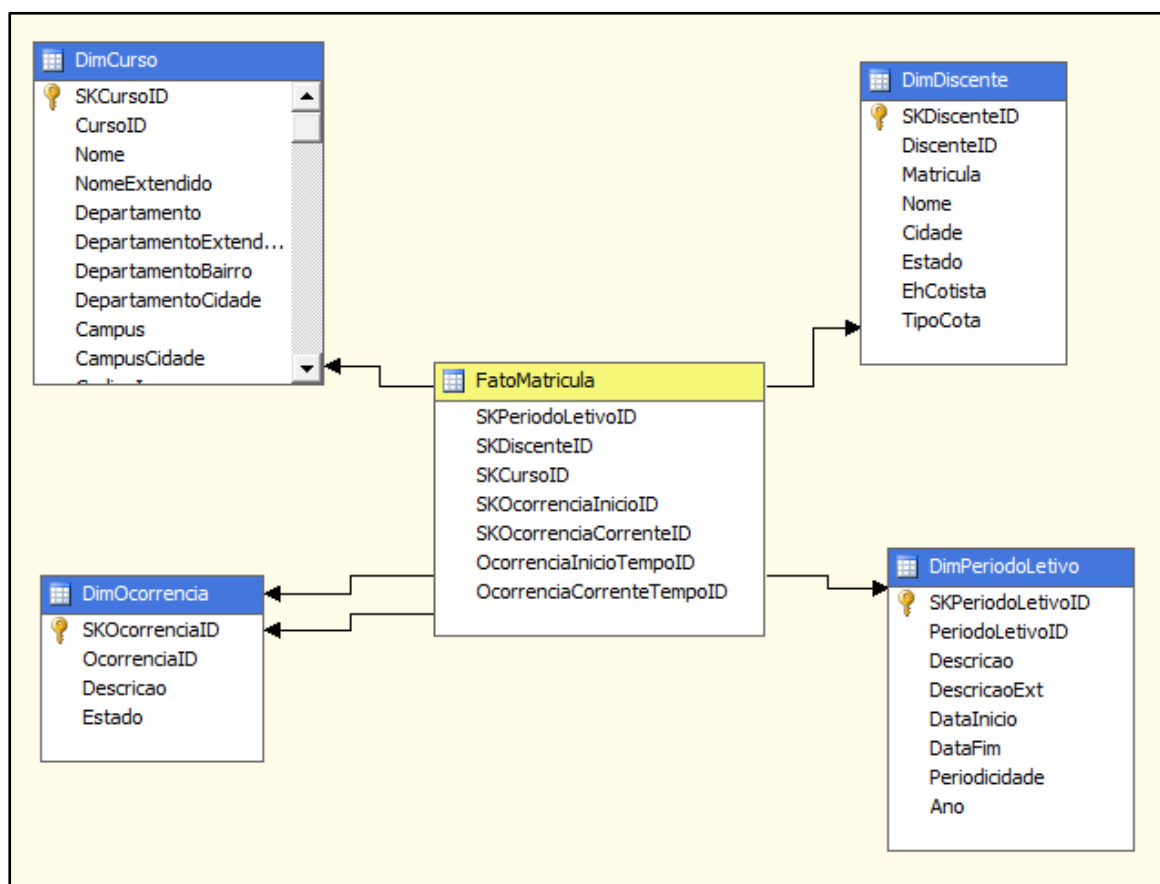 DimCurso
SKCursoID
CursoID
Nome
NomeExtendido
Departamento
DepartamentoExtend...
DepartamentoBairro
DepartamentoCidade
Campus
CampusCidade
DimDiscente
SKDiscenteID
DiscenteID
Matricula
Nome
Cidade
Estado
EhCotista
TipoCota
FatoMatricula
SKPeriodoLetivoID
SKDiscenteID
SKCursoID
SKOcorrenciaInicioID
SKOcorrenciaCorrenteID
OcorrenciaInicioTempoID
OcorrenciaCorrenteTempoID
DimOcorrencia
SKOcorrenciaID
OcorrenciaID
Descricao
Estado
DimPeriodoLetivo
SKPeriodoLetivoID
PeriodoLetivoID
Descricao
DescricaoExt
DataInicio
DataFim
Periodicidade
Ano